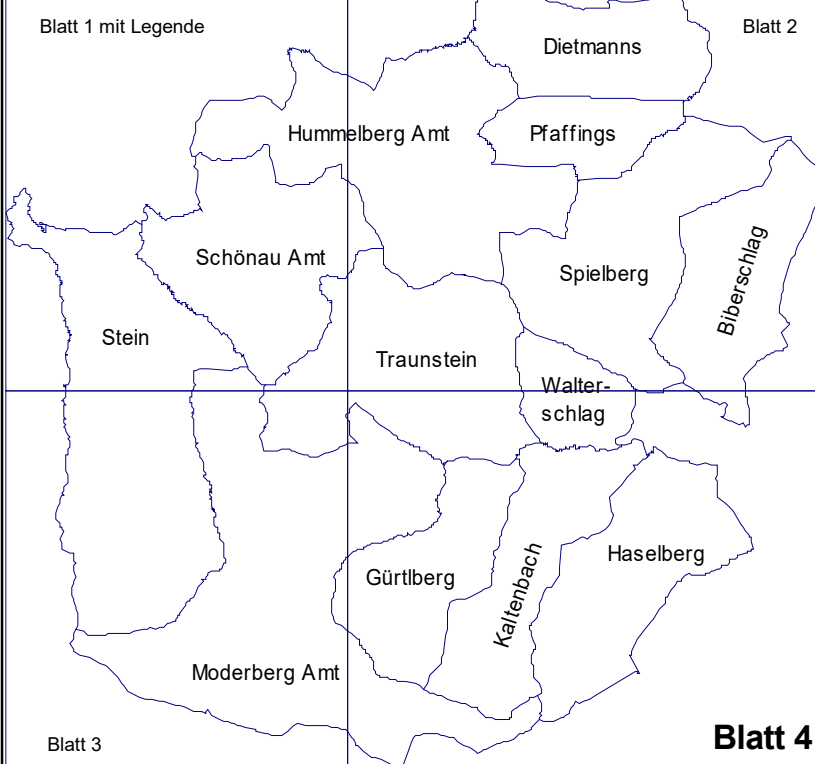 Blatt 1 mit Legende
Blatt 2
Dietmanns
Hummelberg Amt
Pfaffings
Schönau Amt
Spielberg
Biberschlag
Stein
Traunstein
Walter-
schlag
Gürtlberg
Kaltenbach
Haselberg
Moderberg Amt
Blatt 3
Blatt 4